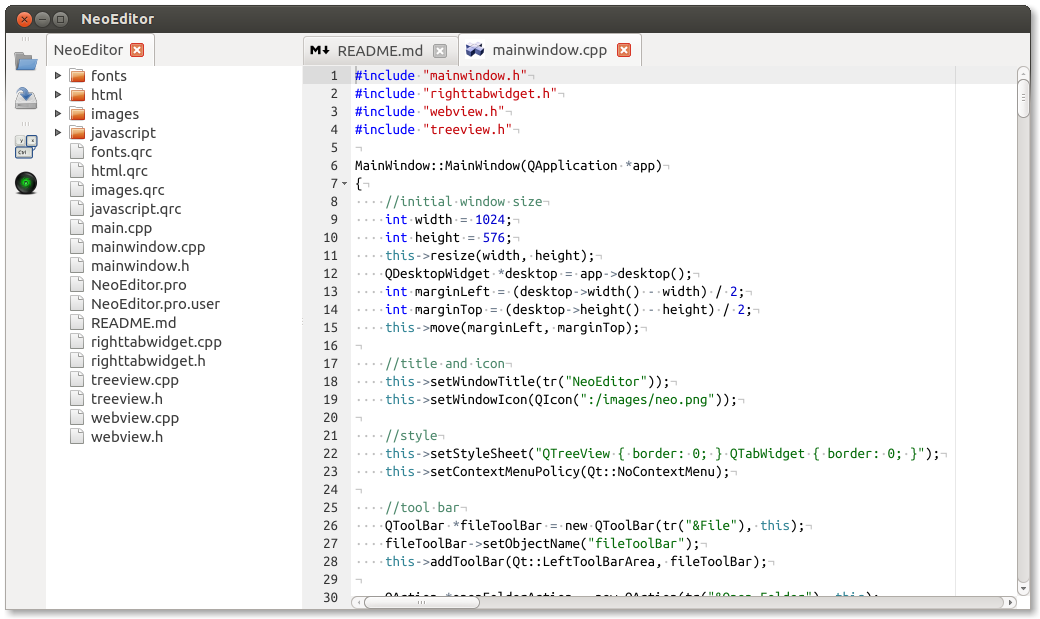 NeoEditor
NeoEditor
README.md
mainwindow.cpp
fonts
html
images
javascript
fonts.qrc
html.qrc
images.qrc
javascript.qrc
main.cpp
mainwindow.cpp
mainwindow.h
NeoEditor.pro
NeoEditor.pro.user
README.md
righttabwidget.cpp
righttabwidget.h
treeview.cpp
treeview.h
webview.cpp
webview.h
1 #include "mainwindow.h"
2 #include "righttabwidget.h"
3 #include "webview.h"
4 #include "treeview.h"
5
6 MainWindow::MainWindow(QApplication *app)
7 {
8     //initial window size
9     int width = 1024;
10     int height = 576;
11     this->resize(width, height);
12     QDesktopWidget *desktop = app->desktop();
13     int marginLeft = (desktop->width() - width) / 2;
14     int marginTop = (desktop->height() - height) / 2;
15     this->move(marginLeft, marginTop);
16
17     //title and icon
18     this->setWindowTitle(tr("NeoEditor"));
19     this->setWindowIcon(QIcon(":/images/neo.png"));
20
21     //style
22     this->setStyleSheet("QTreeView { border: 0; } QTabWidget { border: 0; }");
23     this->setContextMenuPolicy(Qt::NoContextMenu);
24
25     //tool bar
26     QToolBar *fileToolBar = new QToolBar(tr("&File"), this);
27     fileToolBar->setObjectName("fileToolBar");
28     this->addToolBar(Qt::LeftToolBarArea, fileToolBar);
29
30     QAction *openFolderAction = new QAction(tr("&Open Folder"), this);